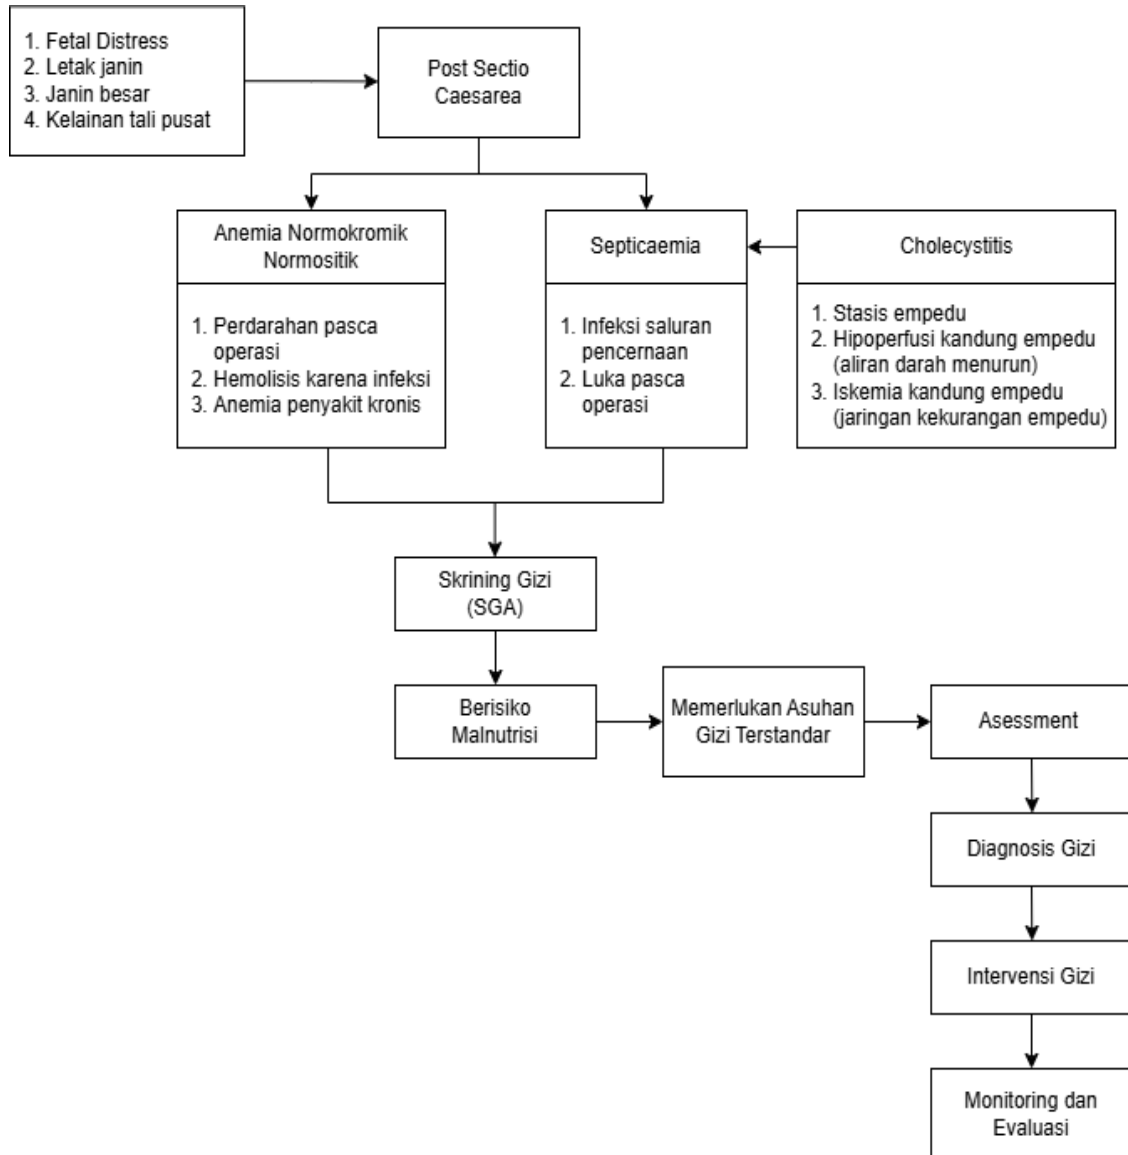 1. Fetal Distress
2. Letak janin
3. Janin besar
4. Kelainan tali pusat
Post Sectio
Caesarea
Anemia Normokromik
Normositik
1. Perdarahan pasca
operasi
2. Hemolisis karena infeksi
3. Anemia penyakit kronis
Septicaemia
1. Infeksi saluran
pencernaan
2. Luka pasca
operasi
Cholecystitis
1. Stasis empedu
2. Hipoperfusi kandung empedu
(aliran darah menurun)
3. Iskemia kandung empedu
(jaringan kekurangan empedu)
Skrining Gizi
(SGA)
Berisiko
Malnutrisi
Memerlukan Asuhan
Gizi Terstandar
Asessment
Diagnosis Gizi
Intervensi Gizi
Monitoring dan
Evaluasi